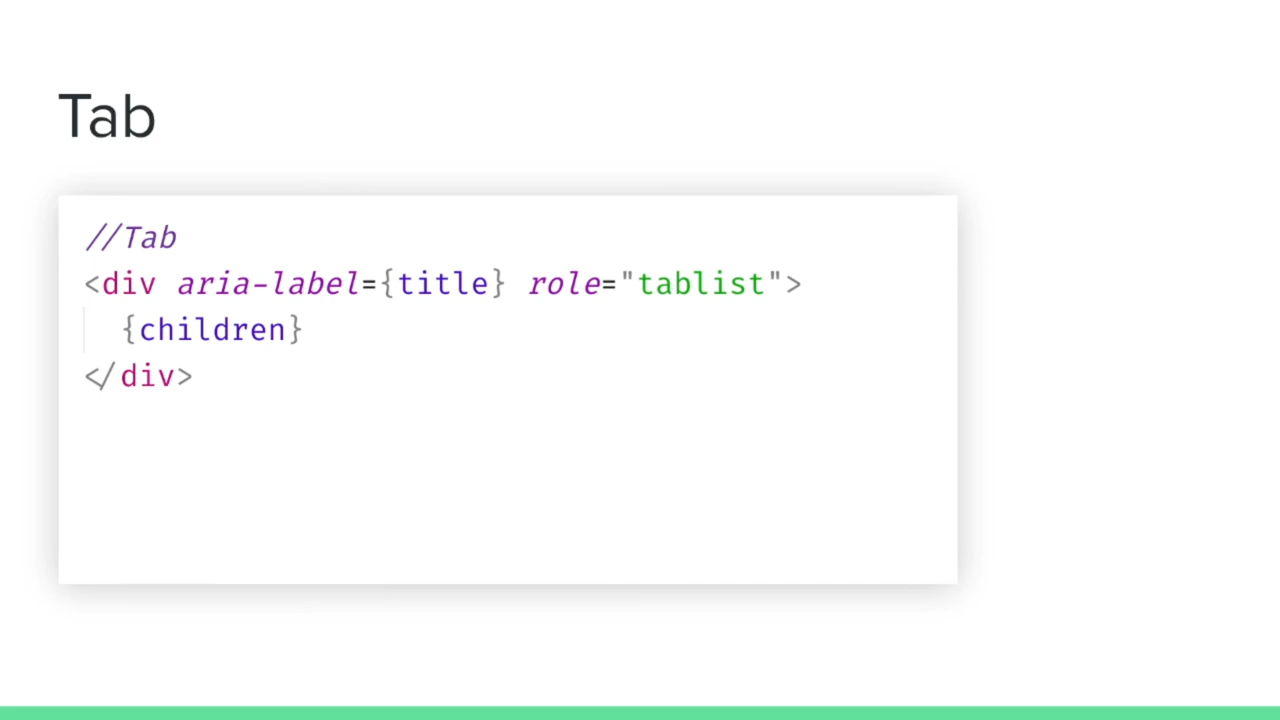 Tab
//Tab
<div aria-label={title} role="tablist">
{children}
</div>